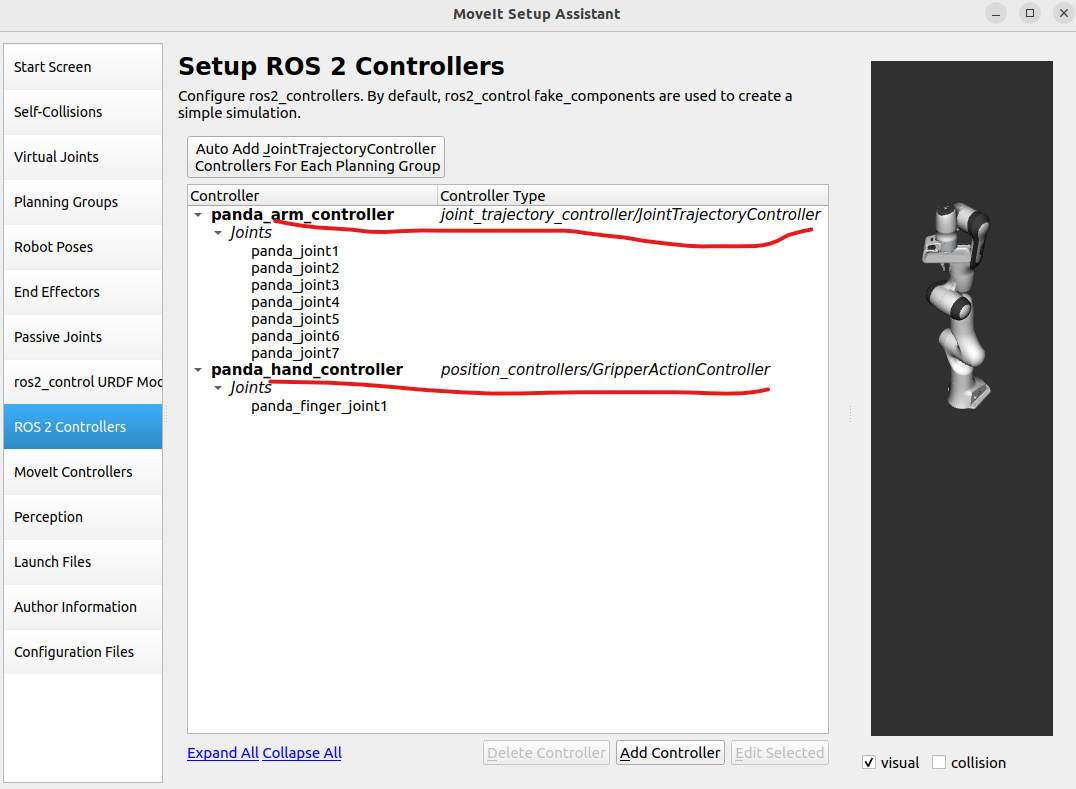 MoveIt Setup Assistant
Start Screen
Self-Collisions
Virtual Joints
Planning Groups
Robot Poses
End Effectors
Passive Joints
ros2_control URDF Moc
ROS 2 Controllers
MoveIt Controllers
Perception
Launch Files
Author Information
Configuration Files
Setup ROS 2 Controllers
Configure ros2_controllers. By default, ros2_control fake_components are used to create a
simple simulation.
Auto Add JointTrajectoryController
Controllers For Each Planning Group
Controller Controller Type
panda_arm_controller joint_trajectory_controller/JointTrajectoryController
Joints
panda_joint1
panda_joint2
panda_joint3
panda_joint4
panda_joint5
panda_joint6
panda_joint7
panda_hand_controller position_controllers/GripperActionController
Joints
panda_finger_joint1
Expand All Collapse All Delete Controller Add Controller Edit Selected
visual collision